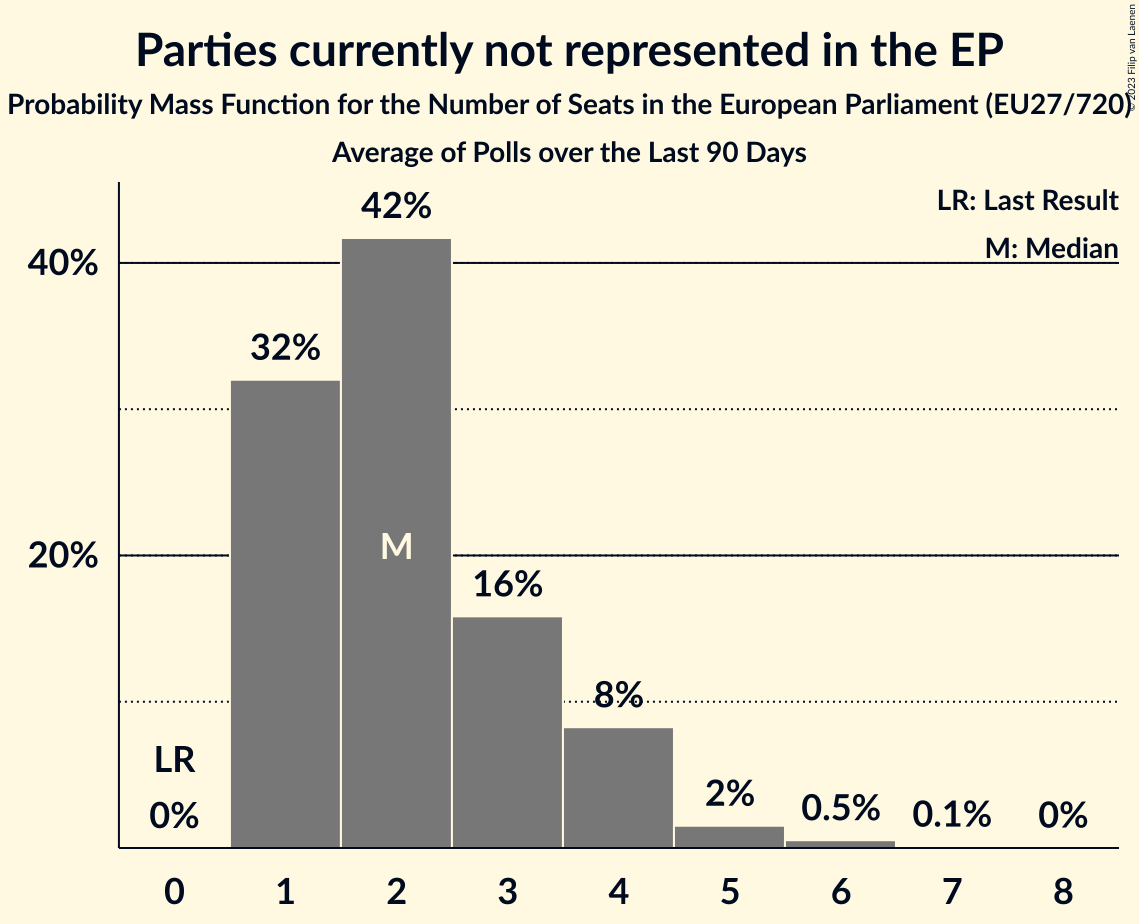 Parties currently not represented in the EP
Probability Mass Function for the Number of Seats in the European Parliament (EU27/720)
Average of Polls over the Last 90 Days
© 2023 Filip van Laenen
LR: Last Result
M: Median
40%
20%
LR
0%
32%
42%
M
16%
8%
2%
0.5%
0.1%
0%
0 1 2 3 4 5 6 7 8